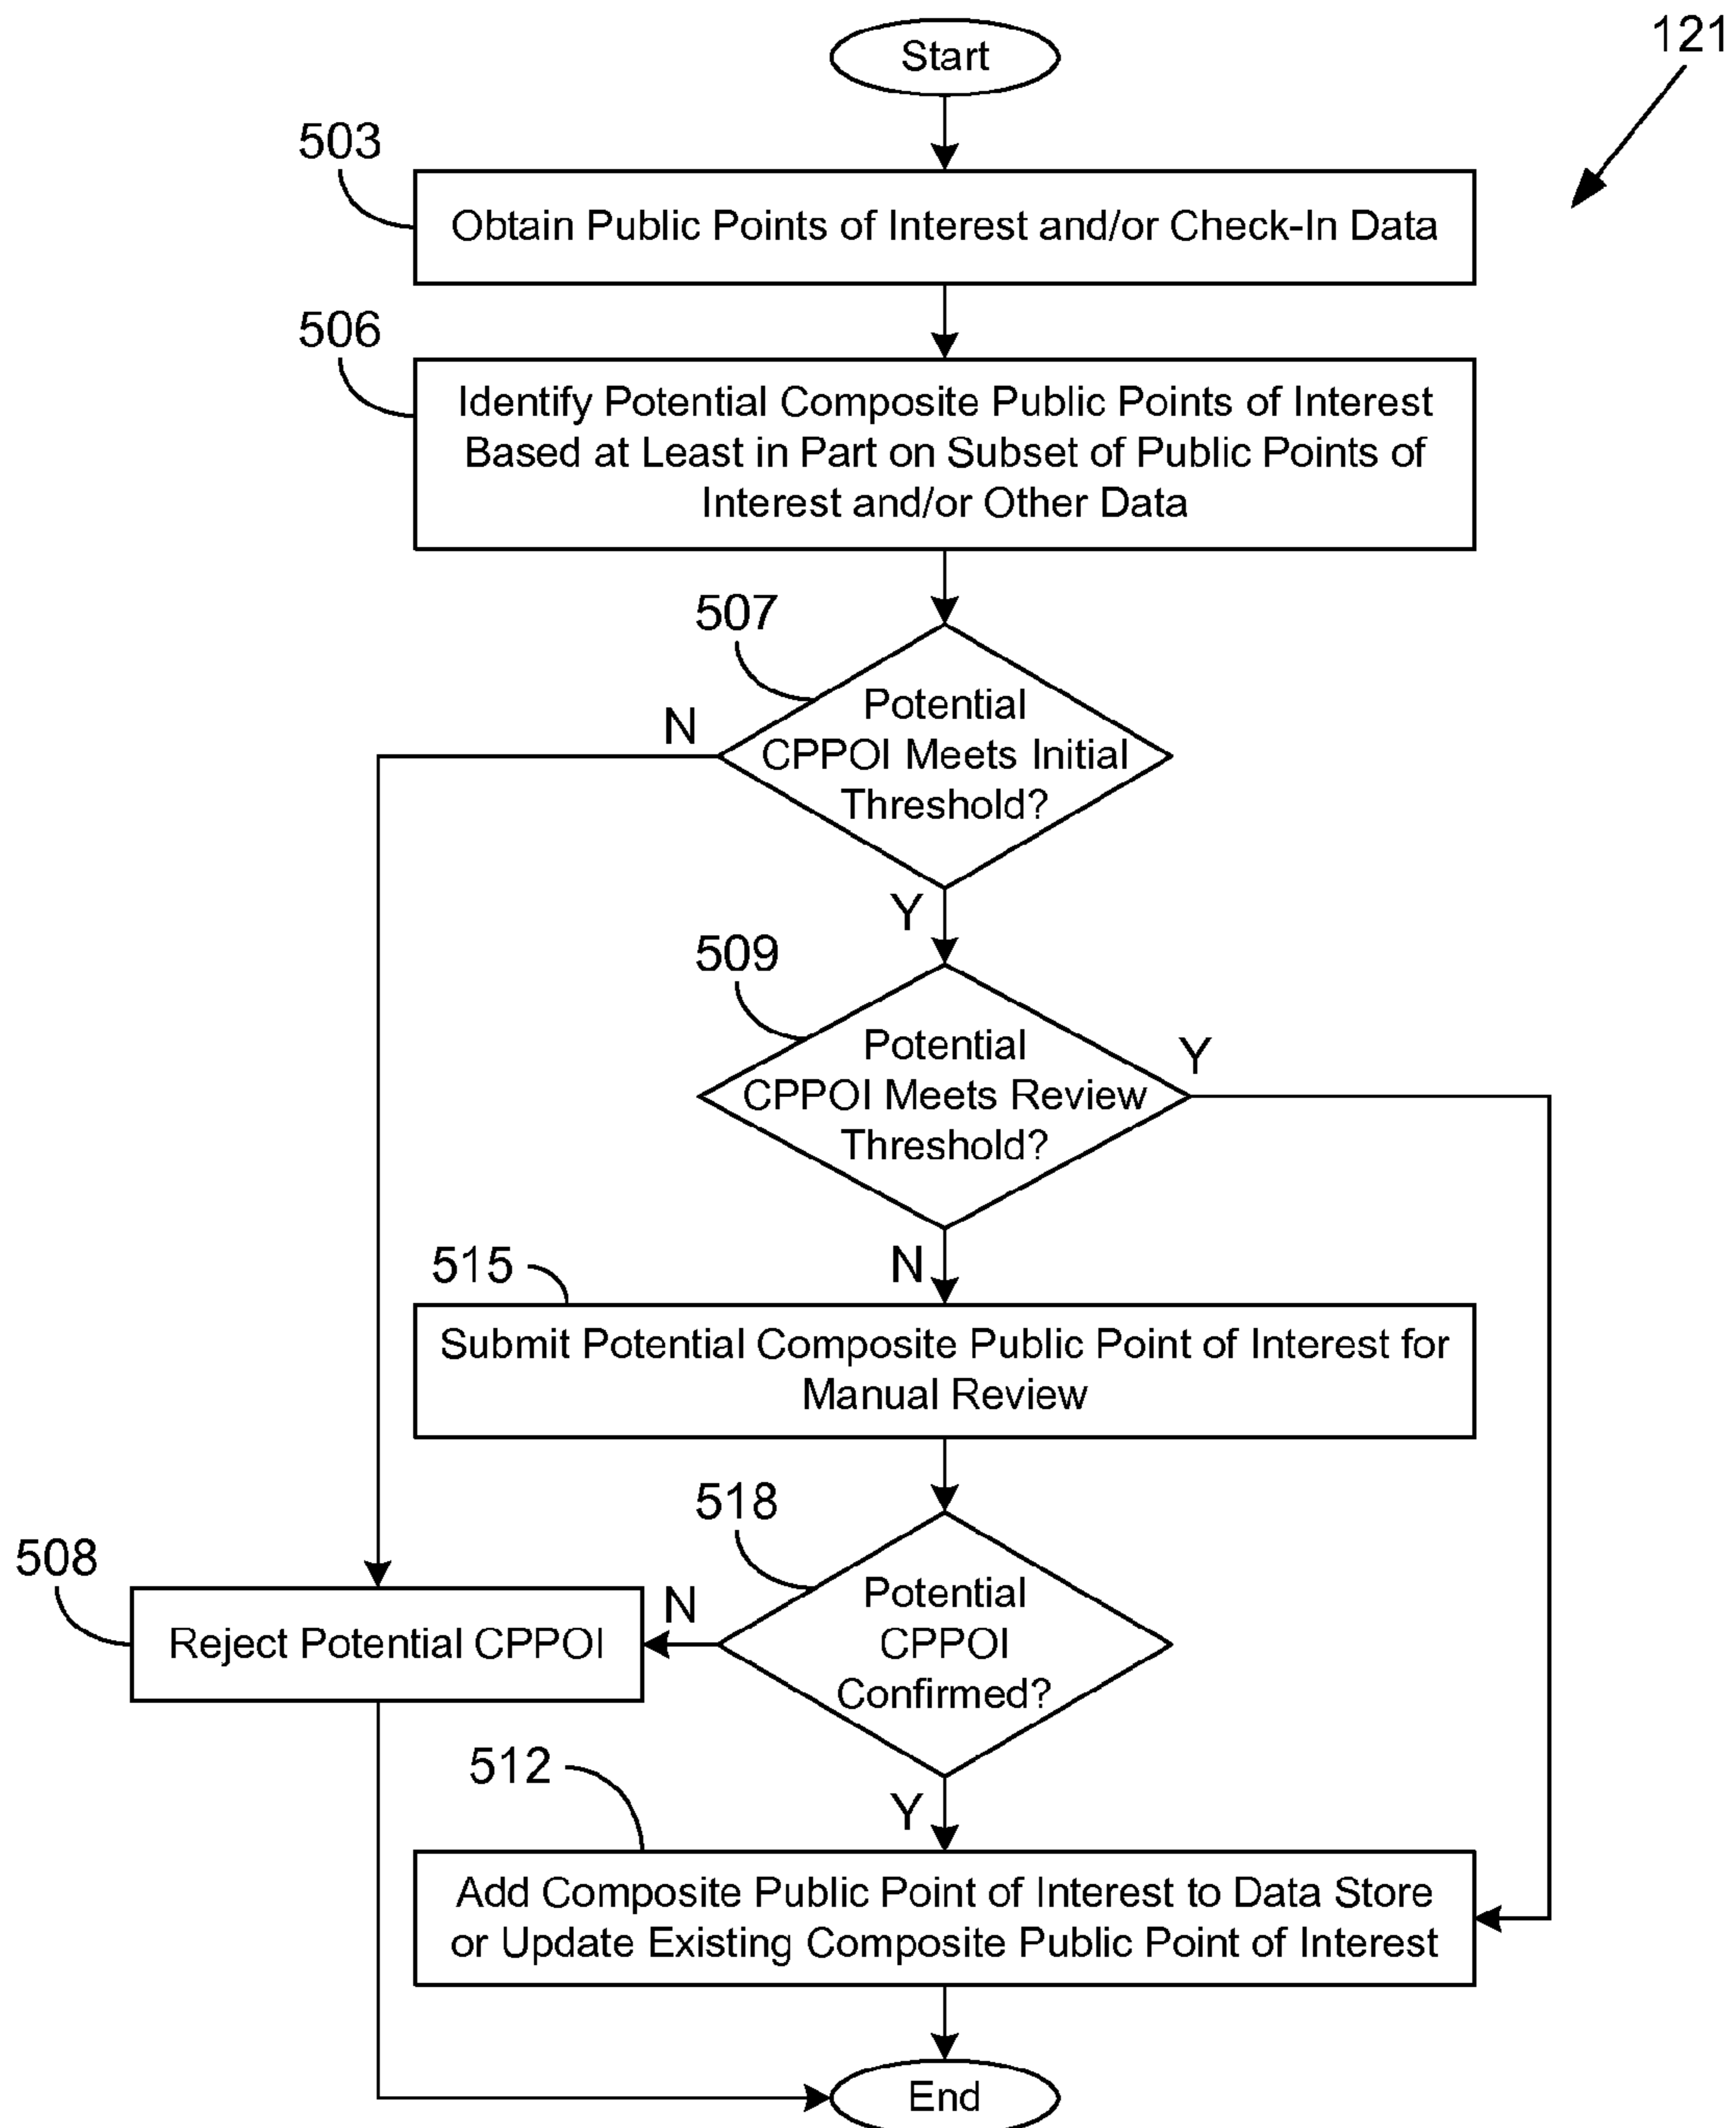 Start
121
503
Obtain Public Points of Interest and/or Check-In Data
506
Identify Potential Composite Public Points of Interest
Based at Least in Part on Subset of Public Points of
Interest and/or Other Data
507
Potential
CPPOI Meets Initial
Threshold?
N
Y
509
Potential
CPPOI Meets Review
Threshold?
Y
N
515
Submit Potential Composite Public Point of Interest for
Manual Review
518
Potential
CPPOI
Confirmed?
N
508
Reject Potential CPPOI
Y
512
Add Composite Public Point of Interest to Data Store
or Update Existing Composite Public Point of Interest
End